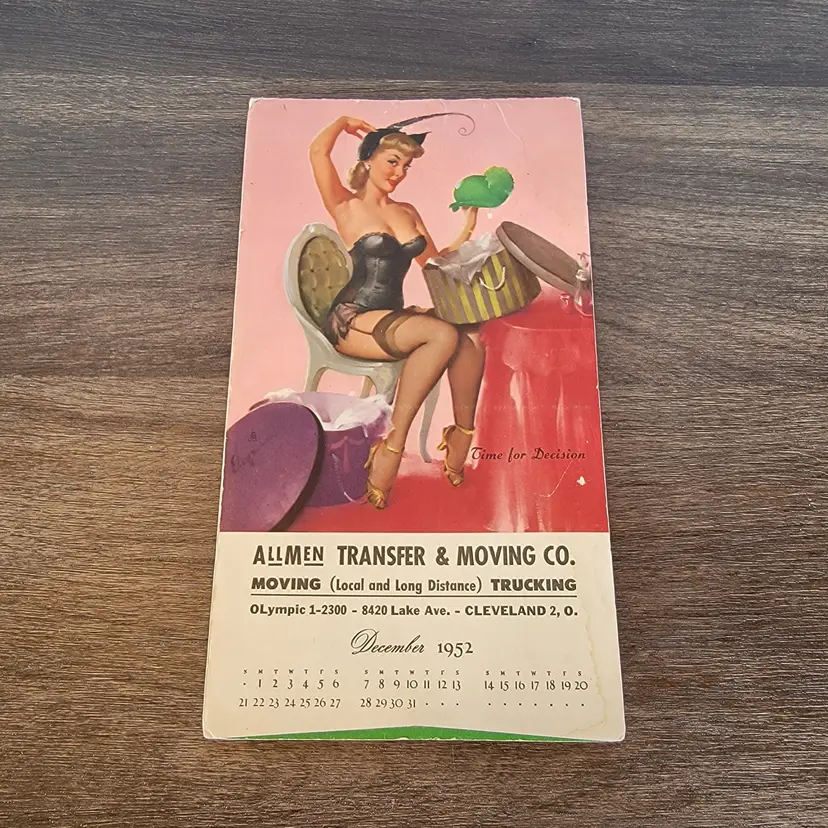 Time for Decision
ALLMEN TRANSFER & MOVING CO.
MOVING (Local and Long Distance) TRUCKING
OLympic 1-2300 - 8420 Lake Ave. - CLEVELAND 2, O.
December 1952
S M T W T F S S M T W T F S S M T W T F S
· 1 2 3 4 5 6 7 8 9 10 11 12 13 14 15 16 17 18 19 20
21 22 23 24 25 26 27 28 29 30 31 · · · · · · · · · ·